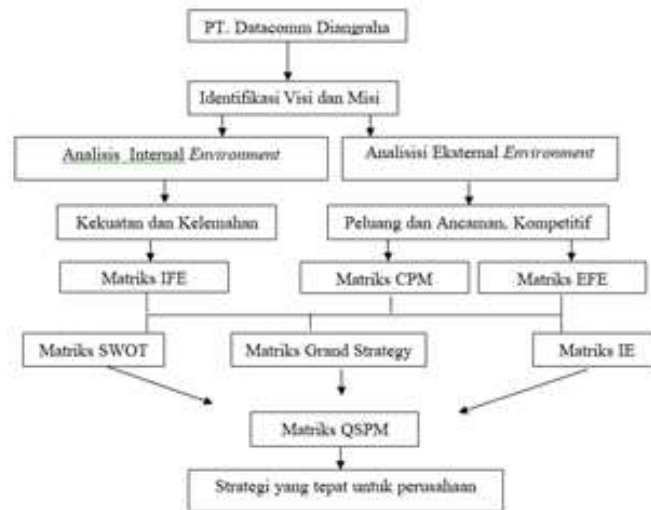 PT. Datacomm Diangraha
Identifikasi Visi dan Misi
Analisis Internal Environment
Analisisi Eksternal Environment
Kekuatan dan Kelemahan
Peluang dan Ancaman, Kompetitif
Matriks IFE
Matriks CPM
Matriks EFE
Matriks SWOT
Matriks Grand Strategy
Matriks IE
Matriks QSPM
Strategi yang tepat untuk perusahaan